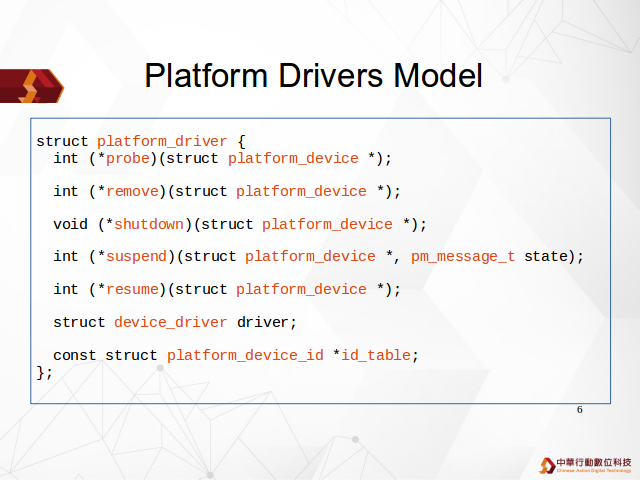 Platform Drivers Model
struct platform_driver {
int (*probe)(struct platform_device *);
int (*remove)(struct platform_device *);
void (*shutdown)(struct platform_device *);
int (*suspend)(struct platform_device *, pm_message_t state);
int (*resume)(struct platform_device *);
struct device_driver driver;
const struct platform_device_id *id_table;
};
6
中華行動數位科技
Chinese Action Digital Technology